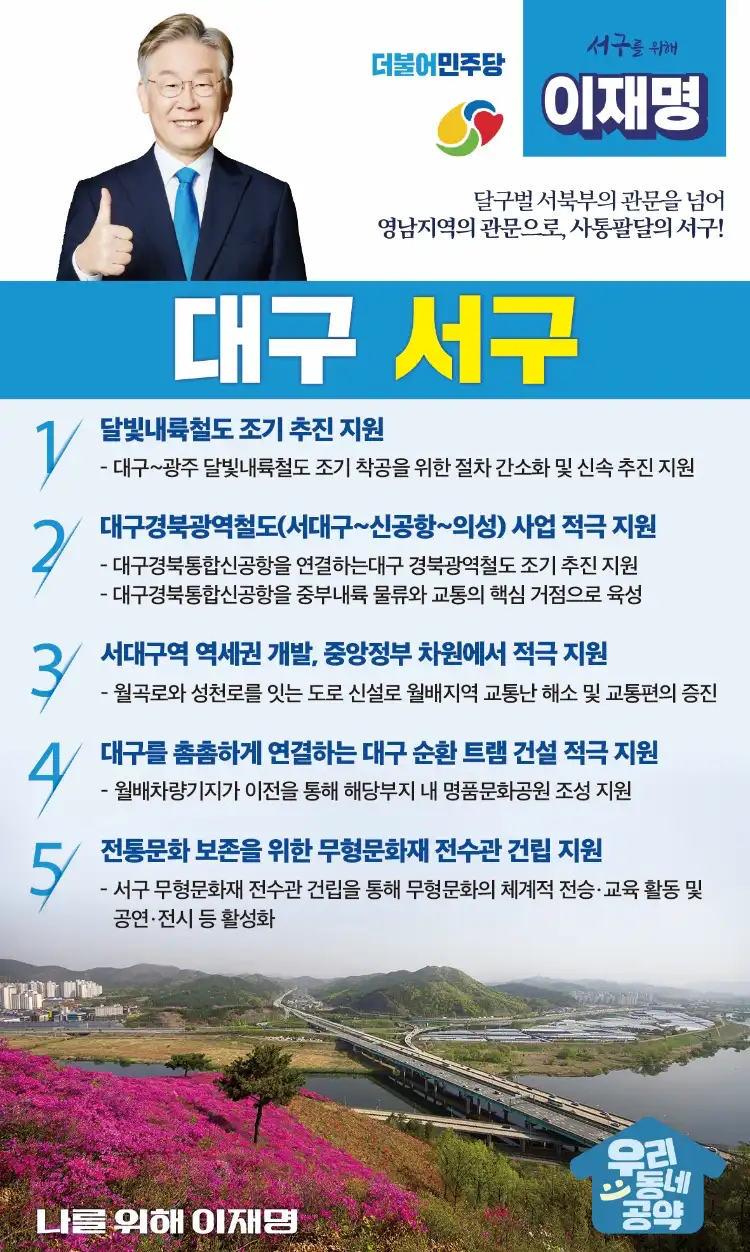 더불어민주당
서구를 위해
이재명
달구벌 서북부의 관문을 넘어
영남지역의 관문으로, 사통팔달의 서구!
대구 서구
1 달빛내륙철도 조기 추진 지원
- 대구~광주 달빛내륙철도 조기 착공을 위한 절차 간소화 및 신속 추진 지원
2 대구경북광역철도(서대구~신공항~의성) 사업 적극 지원
- 대구경북통합신공항을 연결하는대구 경북광역철도 조기 추진 지원
- 대구경북통합신공항을 중부내륙 물류와 교통의 핵심 거점으로 육성
3 서대구역 역세권 개발, 중앙정부 차원에서 적극 지원
- 월곡로와 성천로를 잇는 도로 신설로 월배지역 교통난 해소 및 교통편의 증진
4 대구를 촘촘하게 연결하는 대구 순환 트램 건설 적극 지원
- 월배차량기지가 이전을 통해 해당부지 내 명품문화공원 조성 지원
5 전통문화 보존을 위한 무형문화재 전수관 건립 지원
- 서구 무형문화재 전수관 건립을 통해 무형문화의 체계적 전승·교육 활동 및
공연·전시 등 활성화
우리
동네
공약
나를 위해 이재명